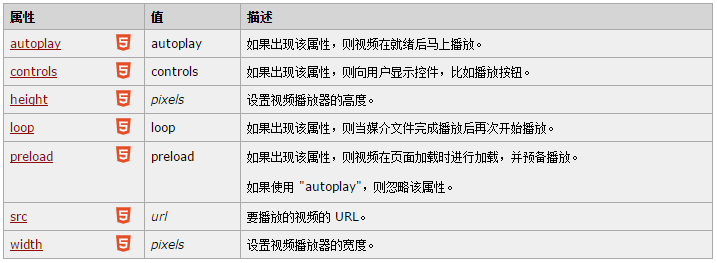 属性 值 描述
autoplay 5 autoplay 如果出现该属性，则视频在就绪后马上播放。
controls 5 controls 如果出现该属性，则向用户显示控件，比如播放按钮。
height 5 pixels 设置视频播放器的高度。
loop 5 loop 如果出现该属性，则当媒介文件完成播放后再次开始播放。
preload 5 preload 如果出现该属性，则视频在页面加载时进行加载，并预备播放。
如果使用 "autoplay"，则忽略该属性。
src 5 url 要播放的视频的 URL。
width 5 pixels 设置视频播放器的宽度。